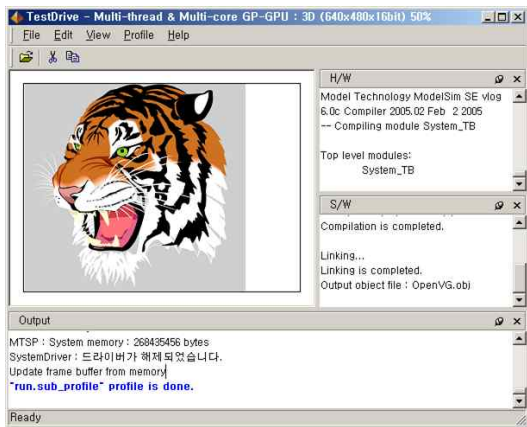 TestDrive - Multi-thread & Multi-core GP-GPU : 3D (640x480x16bit) 50%
File Edit View Profile Help
H/W
Model Technology ModelSim SE vlog
6.0c Compiler 2005.02 Feb 2 2005
-- Compiling module System_TB
Top level modules:
System_TB
S/W
Compilation is completed.
Linking...
Linking is completed.
Output object file : OpenVG.obj
Output
MTSP : System memory : 268435456 bytes
SystemDriver : 드라이버가 해제되었습니다.
Update frame buffer from memory
"run.sub_profile" profile is done.
Ready